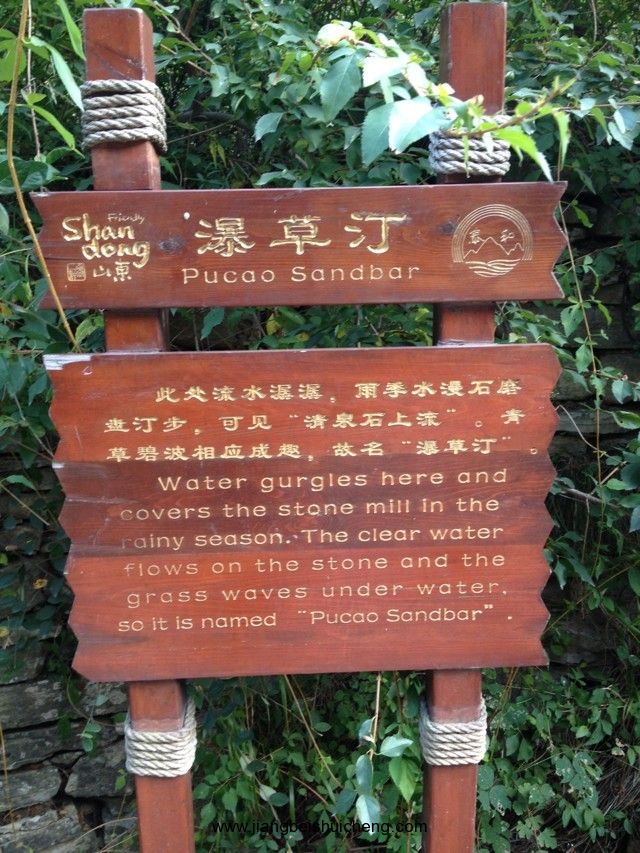 Friendly
Shan
dong
山东
瀑草汀
Pucao Sandbar
此处流水潺潺，雨季水漫石磨
盘汀步，可见“清泉石上流”。青
草碧波相应成趣，故名“瀑草汀”。
Water gurgles here and
covers the stone mill in the
rainy season. The clear water
flows on the stone and the
grass waves under water,
so it is named “Pucao Sandbar”.
www.jiangbeishuicheng.com